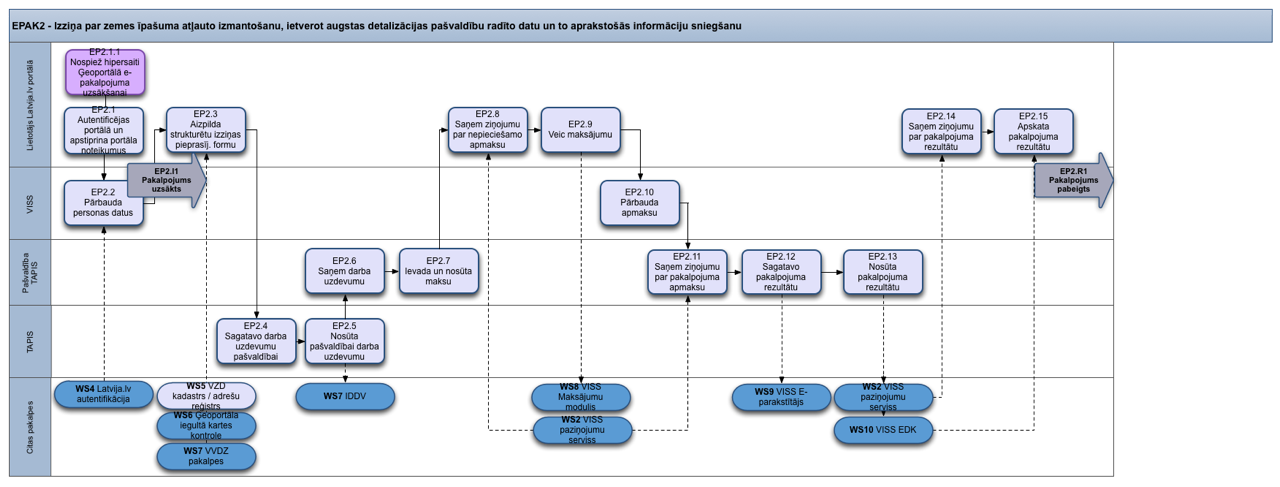 EPAK2 - Izziņa par zemes īpašuma atļauto izmantošanu, ietverot augstas detalizācijas pašvaldību radīto datu un to aprakstošās informāciju sniegšanu
Lietotājs Latvija.lv portālā
EP2.1.1
Nospiež hipersaiti
Ģeoportālā e-
pakalpojuma
uzsākšanai
EP2.1
Autentificējas
portālā un
apstiprina portāla
noteikumus
EP2.3
Aizpilda
strukturētu izziņas
pieprasīj. formu
EP2.8
Saņem ziņojumu
par nepieciešamo
apmaksu
EP2.9
Veic maksājumu
EP2.14
Saņem ziņojumu
par pakalpojuma
rezultātu
EP2.15
Apskata
pakalpojuma
rezultātu
EP2.I1
Pakalpojums
uzsākts
EP2.R1
Pakalpojums
pabeigts
VISS
EP2.2
Pārbauda
personas datus
EP2.10
Pārbauda
apmaksu
Pašvaldība
TAPIS
EP2.6
Saņem darba
uzdevumu
EP2.7
Ievada un nosūta
maksu
EP2.11
Saņem ziņojumu
par pakalpojuma
apmaksu
EP2.12
Sagatavo
pakalpojuma
rezultātu
EP2.13
Nosūta
pakalpojuma
rezultātu
TAPIS
EP2.4
Sagatavo darba
uzdevumu
pašvaldībai
EP2.5
Nosūta
pašvaldībai darba
uzdevumu
Citas pakalpes
WS4 Latvija.lv
autentifikācija
WS5 VZD
kadastrs / adrešu
reģistrs
WS6 Ģeoportāla
iegultā kartes
kontrole
WS7 VVDZ
pakalpes
WS7 IDDV
WS8 VISS
Maksājumu
modulis
WS2 VISS
paziņojumu
serviss
WS9 VISS E-
parakstītājs
WS2 VISS
paziņojumu
serviss
WS10 VISS EDK